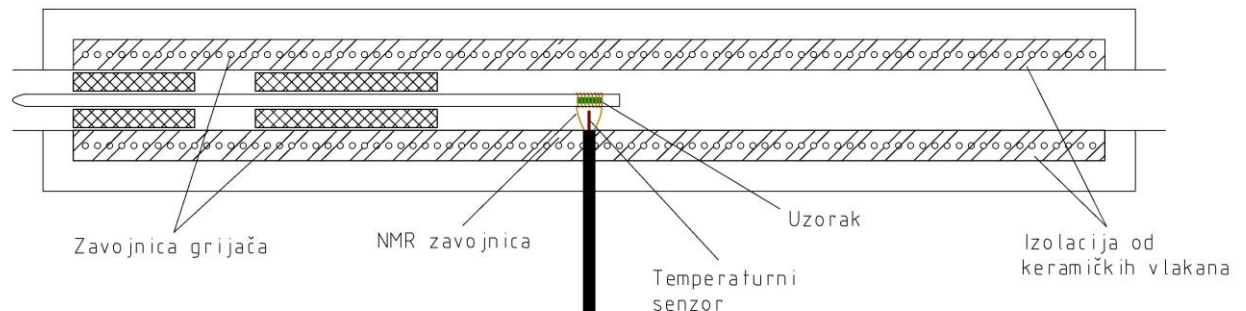 Zavojnica grijača
NMR zavojnica
Temperaturni
senzor
Uzorak
Izolacija od
keramičkih vlakana